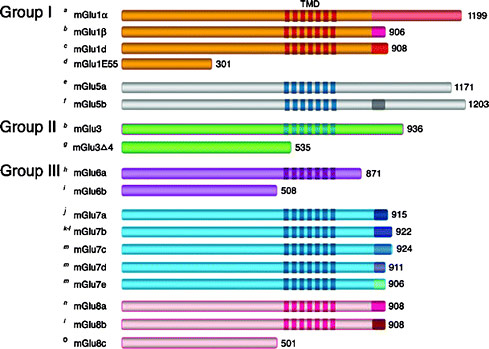 TMD
Group I a mGlu1α 1199
b mGlu1β 906
c mGlu1d 908
d mGlu1E55 301
e mGlu5a 1171
f mGlu5b 1203
Group II b mGlu3 936
g mGlu3Δ4 535
Group III h mGlu6a 871
i mGlu6b 508
j mGlu7a 915
k-l mGlu7b 922
m mGlu7c 924
m mGlu7d 911
m mGlu7e 906
n mGlu8a 908
l mGlu8b 908
o mGlu8c 501